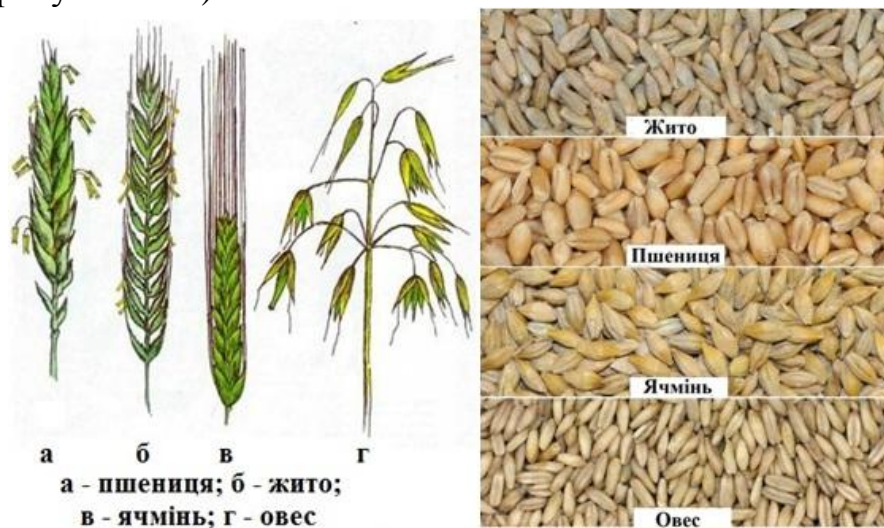 а б в г
а - пшениця; б - жито;
в - ячмінь; г - овес
Жито
Пшениця
Ячмінь
Овес